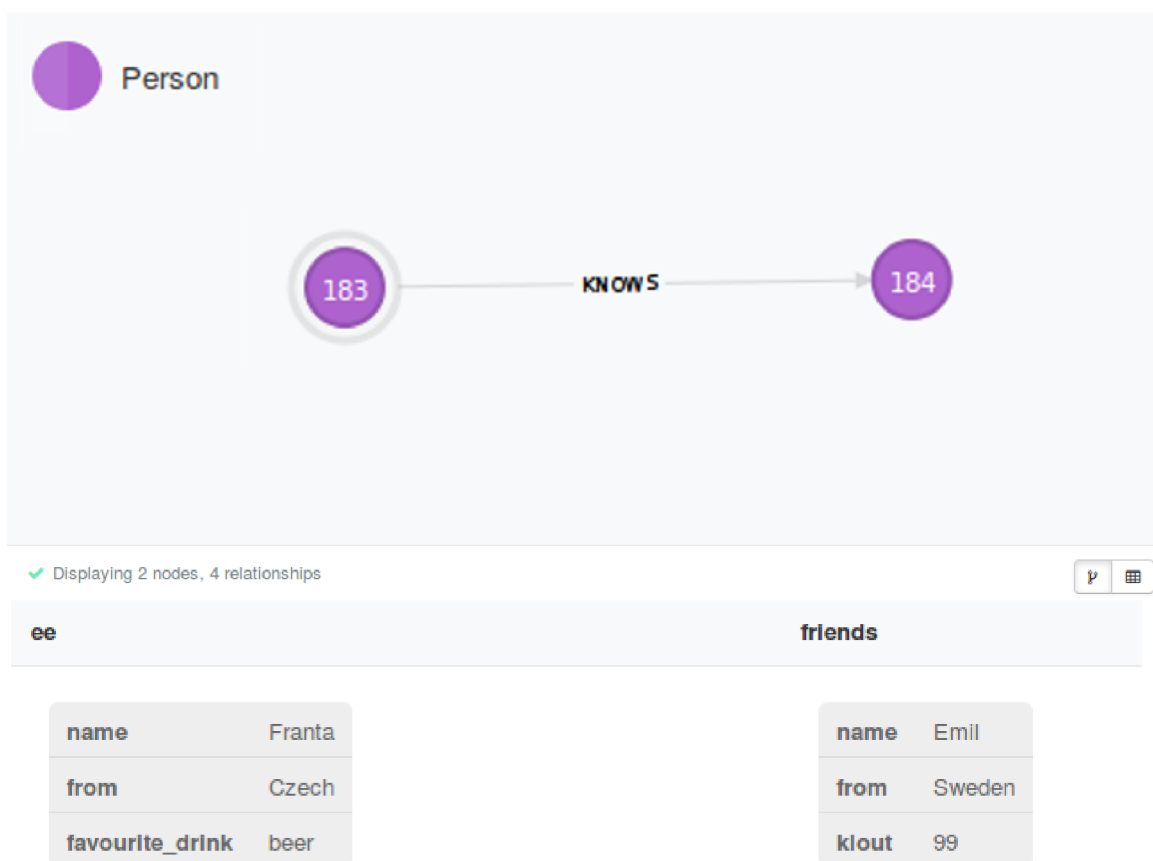 Person
183 KNOWS 184
Displaying 2 nodes, 4 relationships
ee friends
name Franta name Emil
from Czech from Sweden
favourite_drink beer klout 99